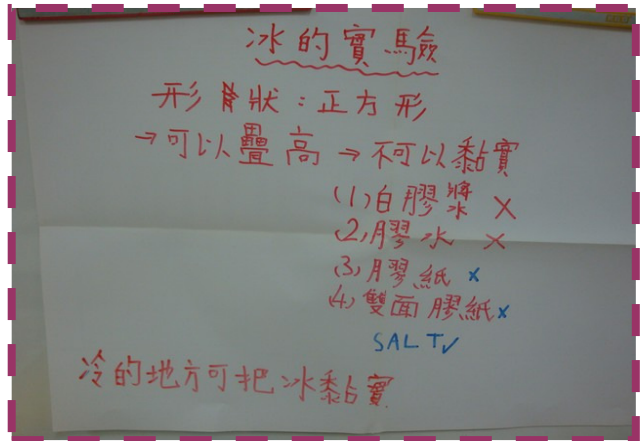 冰的實驗
形狀：正方形
→可以疊高→不可以黏實
(1)白膠漿水 ×
(2)膠水 ×
(3)膠紙 ×
(4)雙面膠紙×
SALT✓
冷的地方可把冰黏實